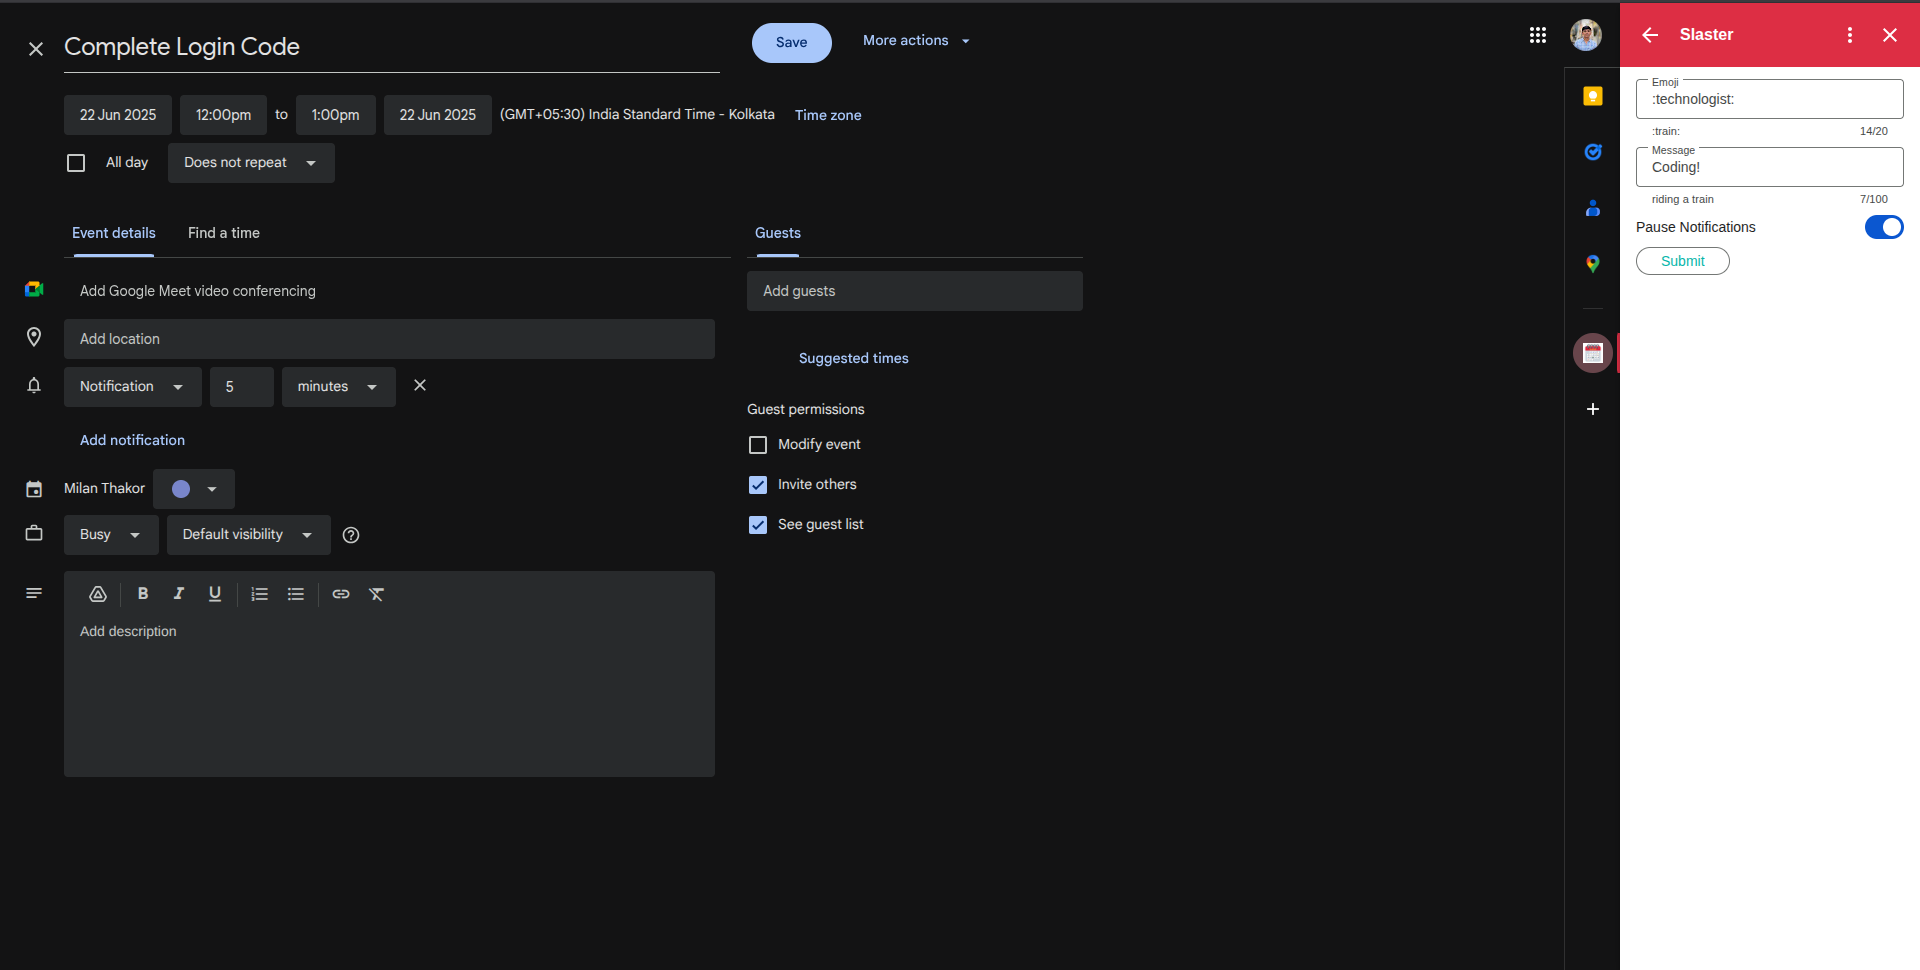 Complete Login Code
Save
More actions
22 Jun 2025 12:00pm to 1:00pm 22 Jun 2025 (GMT+05:30) India Standard Time - Kolkata Time zone
All day Does not repeat
Event details Find a time
Add Google Meet video conferencing
Add location
Notification 5 minutes
Add notification
Milan Thakor
Busy Default visibility
B I U
Add description
Guests
Add guests
Suggested times
Guest permissions
Modify event
Invite others
See guest list
Slaster
Emoji
:technologist:
:train: 14/20
Message
Coding!
riding a train 7/100
Pause Notifications
Submit